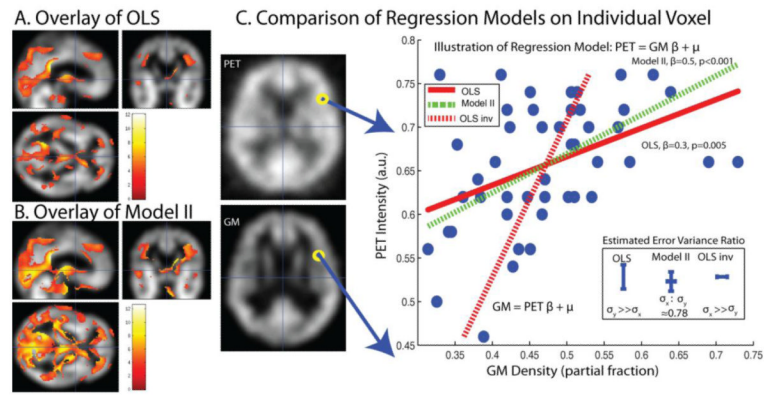 A. Overlay of OLS
C. Comparison of Regression Models on Individual Voxel
12
10
8
6
4
2
0
B. Overlay of Model II
12
10
8
6
4
2
0
PET
GM
Illustration of Regression Model: PET = GM β + μ
Model II, β=0.5, p<0.001
OLS
Model II
OLS inv
OLS, β=0.3, p=0.005
GM = PET β + μ
Estimated Error Variance Ratio
OLS Model II OLS inv
σy>>σx σx : σy ≈0.78 σx>>σy
PET Intensity (a.u.)
0.8
0.75
0.7
0.65
0.6
0.55
0.5
0.45
0.35 0.4 0.45 0.5 0.55 0.6 0.65 0.7 0.75
GM Density (partial fraction)